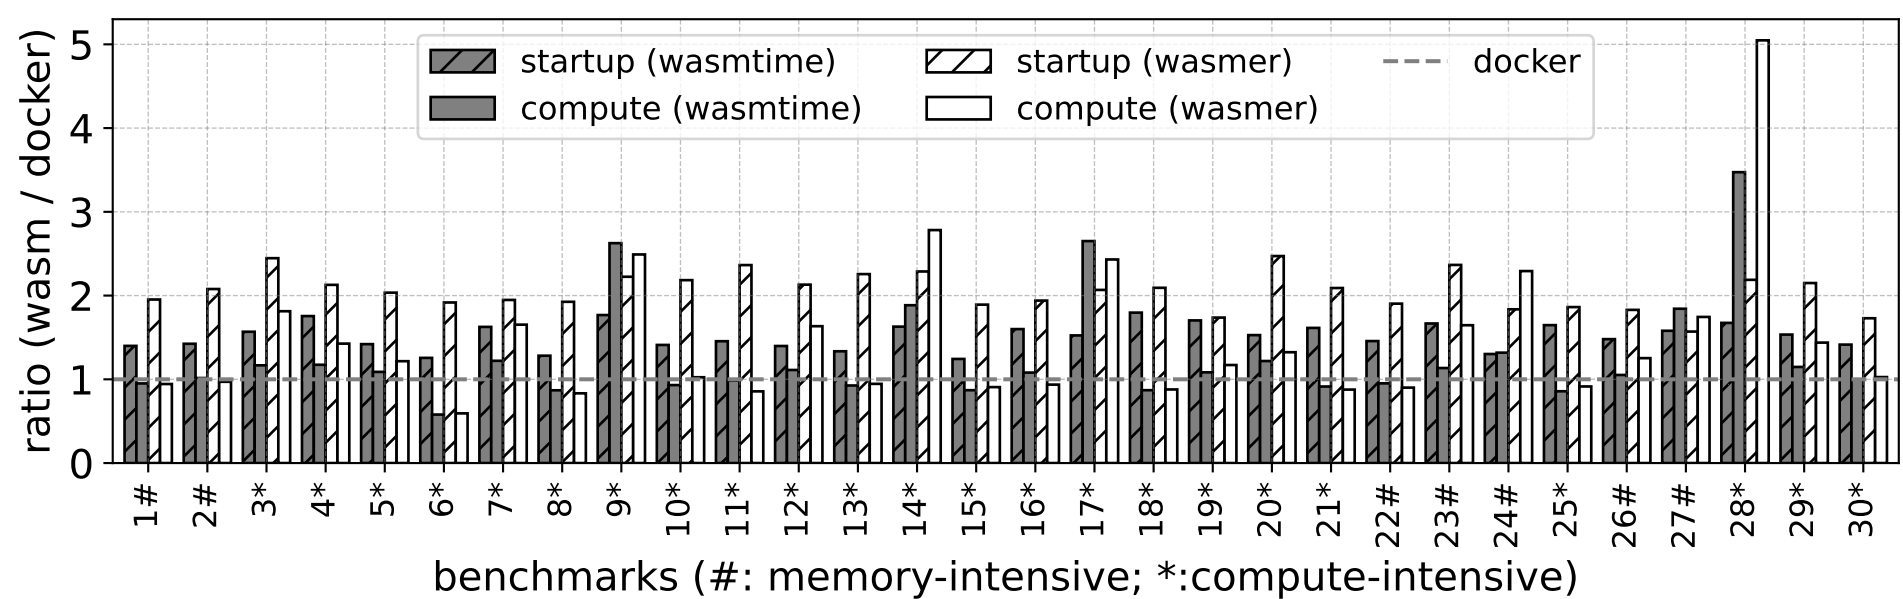 ratio (wasm / docker)
5
4
3
2
1
0
startup (wasmtime)
startup (wasmer)
docker
compute (wasmtime)
compute (wasmer)
1# 2# 3* 4* 5* 6* 7* 8* 9* 10* 11* 12* 13* 14* 15* 16* 17* 18* 19* 20* 21* 22# 23# 24# 25* 26# 27# 28* 29* 30*
benchmarks (#: memory-intensive; *:compute-intensive)